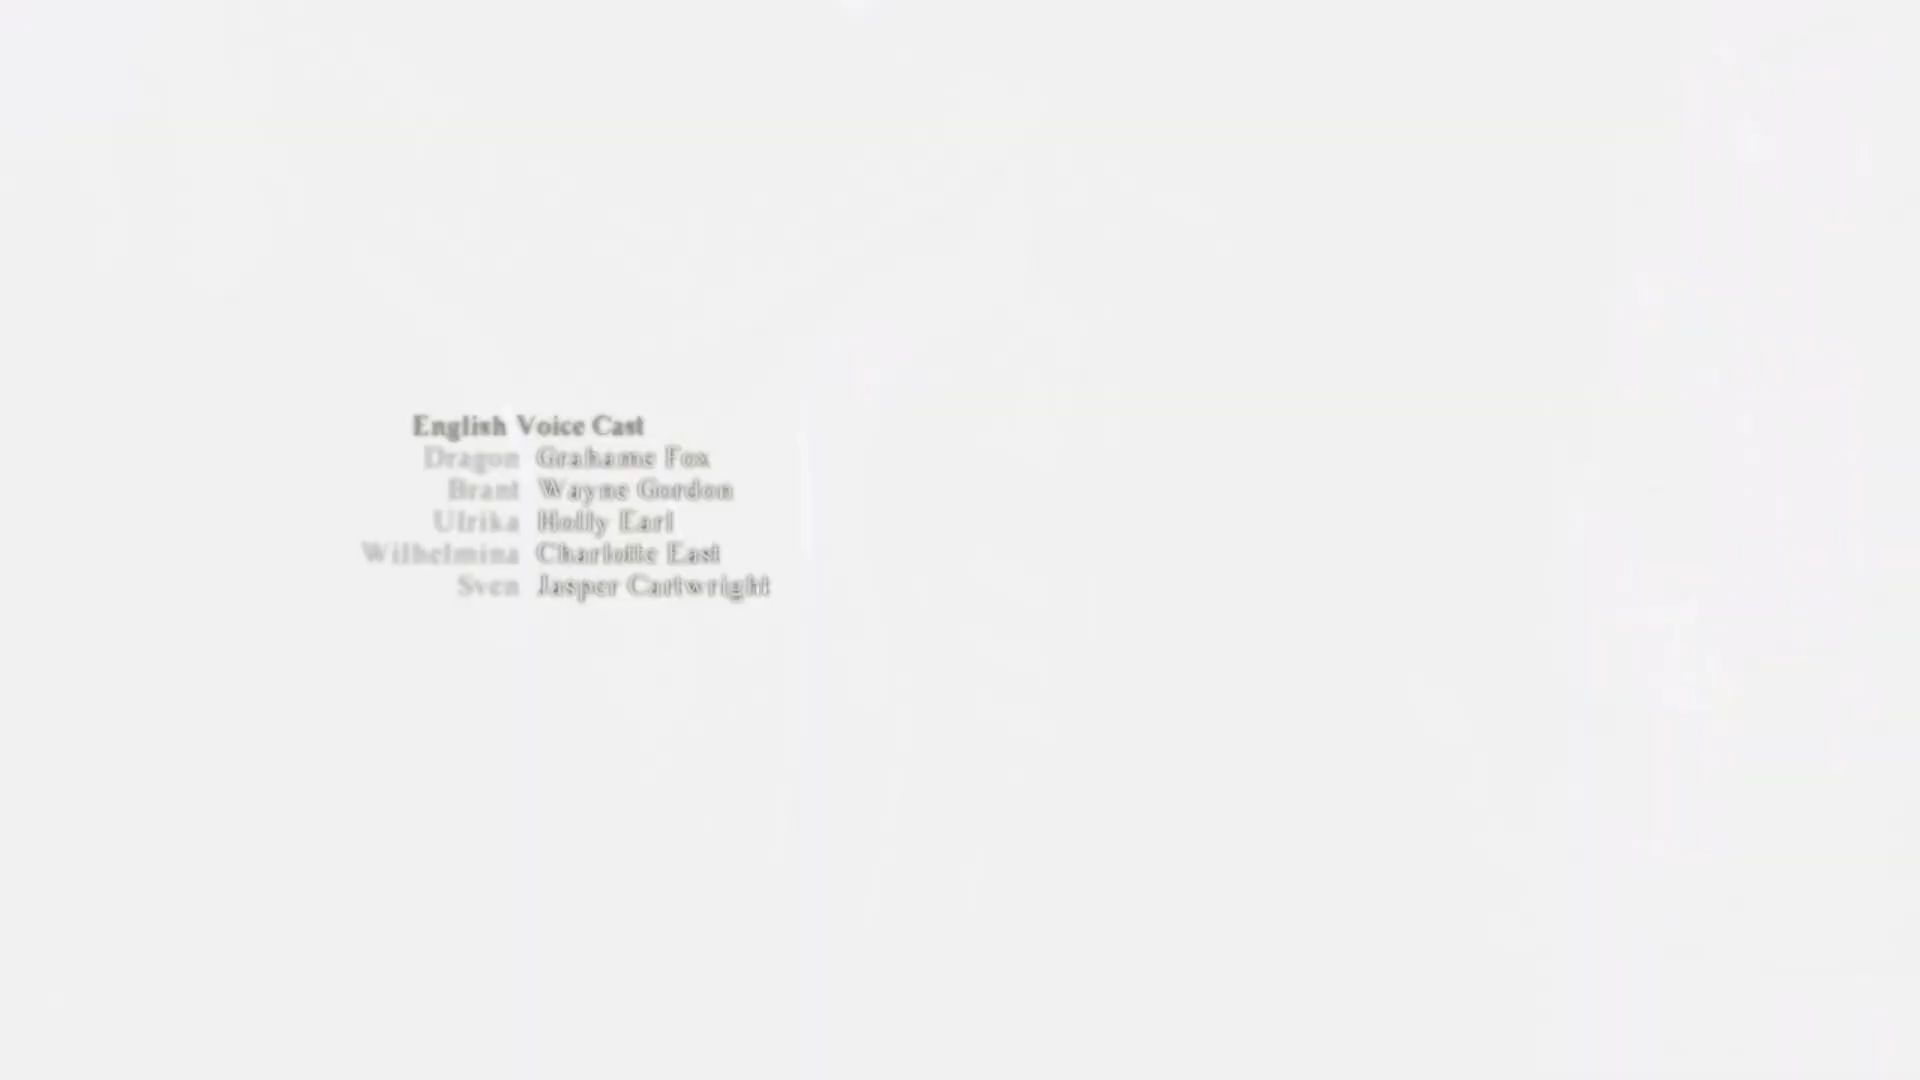 English Voice Cast
Dragon Grahame Fox
Brant Wayne Gordon
Ulrika Holly Earl
Wilhelmina Charlotte East
Sven Jasper Cartwright